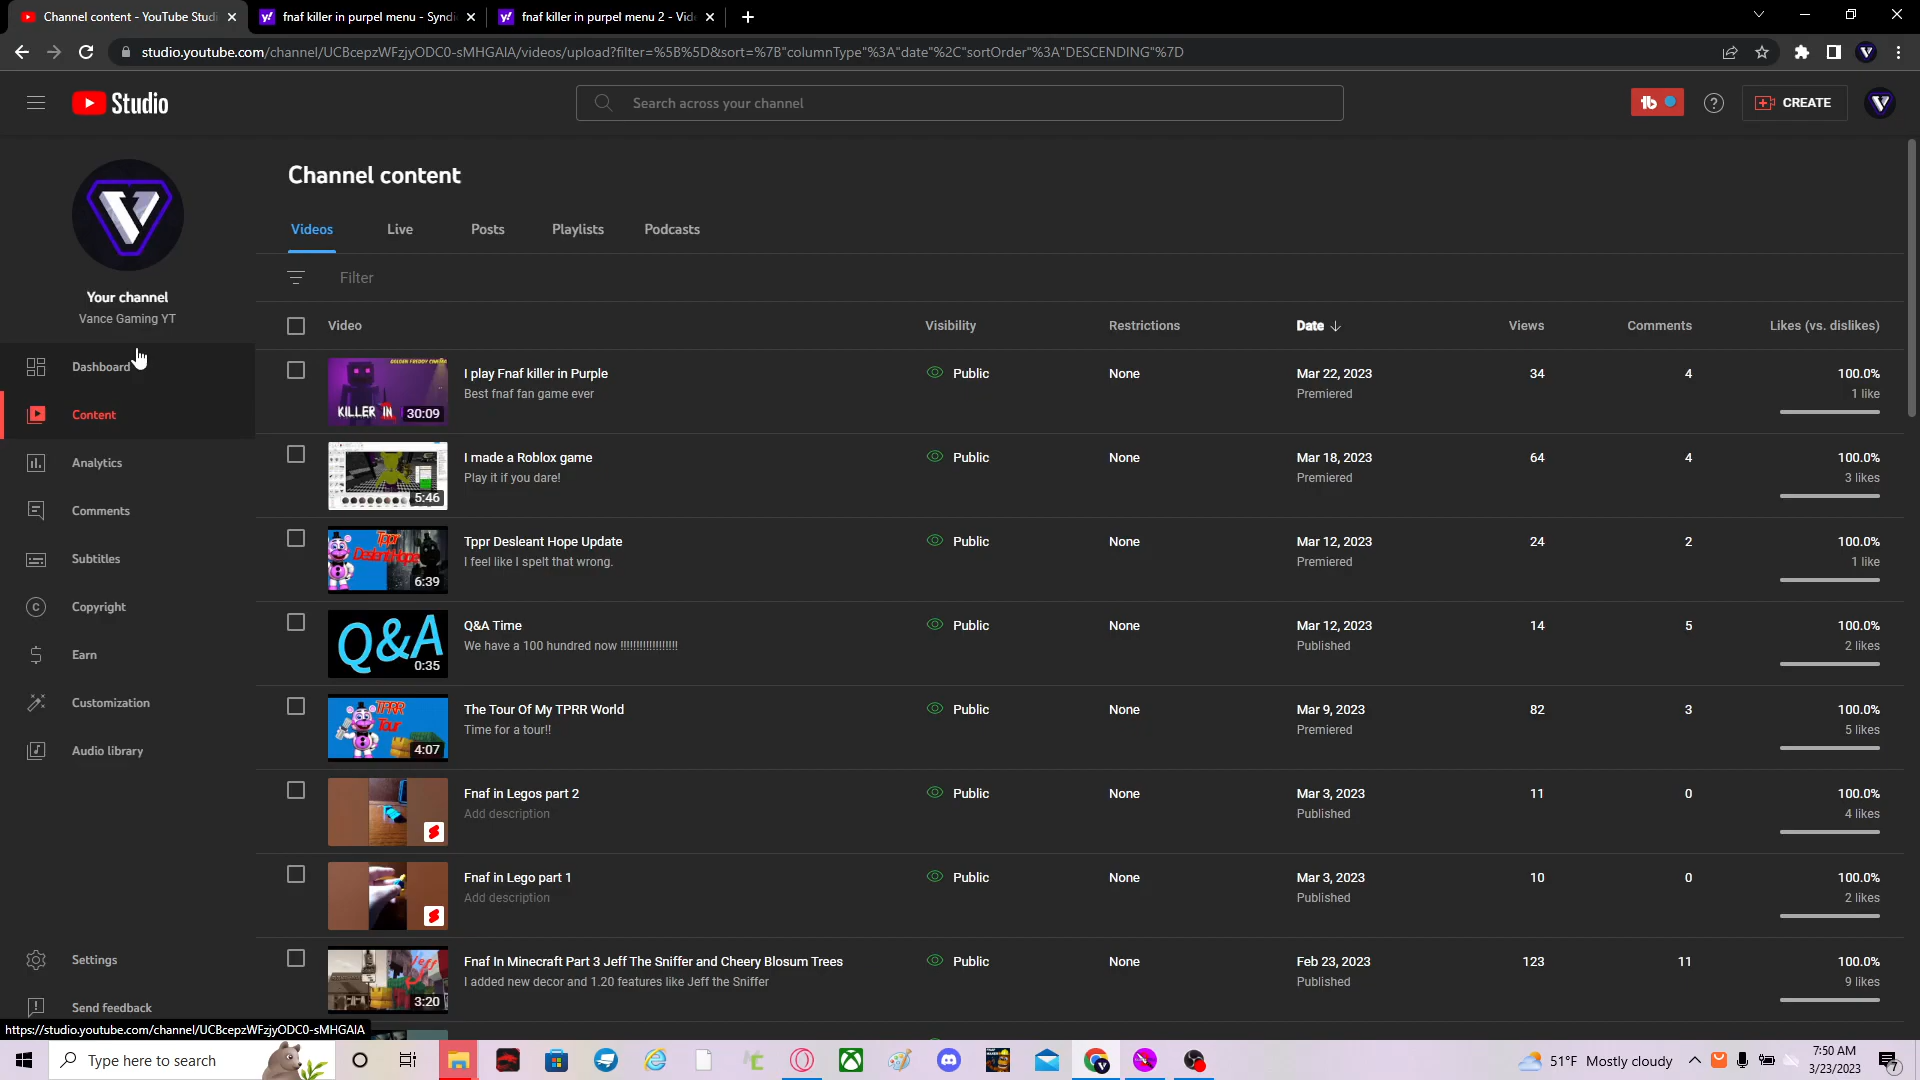 Channel content - YouTube Studi
fnaf killer in purpel menu - Syndi
fnaf killer in purpel menu 2 - Vide
studio.youtube.com/channel/UCBcepzWFzjyODC0-sMHGAlA/videos/upload?filter=%5B%5D&sort=%7B"columnType"%3A"date"%2C"sortOrder"%3A"DESCENDING"%7D
Studio
Search across your channel
CREATE
Your channel
Vance Gaming YT
Dashboard
Content
Analytics
Comments
Subtitles
Copyright
Earn
Customization
Audio library
Settings
Send feedback
Channel content
Videos Live Posts Playlists Podcasts
Filter
Video Visibility Restrictions Date Views Comments Likes (vs. dislikes)
KILLER IN 30:09
I play Fnaf killer in Purple Public None Mar 22, 2023 34 4 100.0%
Best fnaf fan game ever Premiered 1 like
5:46
I made a Roblox game Public None Mar 18, 2023 64 4 100.0%
Play it if you dare! Premiered 3 likes
6:39
Tppr Desleant Hope Update Public None Mar 12, 2023 24 2 100.0%
I feel like I spelt that wrong. Premiered 1 like
Q&A
0:35
Q&A Time Public None Mar 12, 2023 14 5 100.0%
We have a 100 hundred now !!!!!!!!!!!!!!!!!! Published 2 likes
TPRR
Tour
4:07
The Tour Of My TPRR World Public None Mar 9, 2023 82 3 100.0%
Time for a tour!! Premiered 5 likes
Fnaf in Legos part 2 Public None Mar 3, 2023 11 0 100.0%
Add description Published 4 likes
Fnaf in Lego part 1 Public None Mar 3, 2023 10 0 100.0%
Add description Published 2 likes
3:20
Fnaf In Minecraft Part 3 Jeff The Sniffer and Cheery Blosum Trees Public None Feb 23, 2023 123 11 100.0%
I added new decor and 1.20 features like Jeff the Sniffer Published 9 likes
https://studio.youtube.com/channel/UCBcepzWFzjyODC0-sMHGAlA
Type here to search
51°F Mostly cloudy
7:50 AM
3/23/2023
7